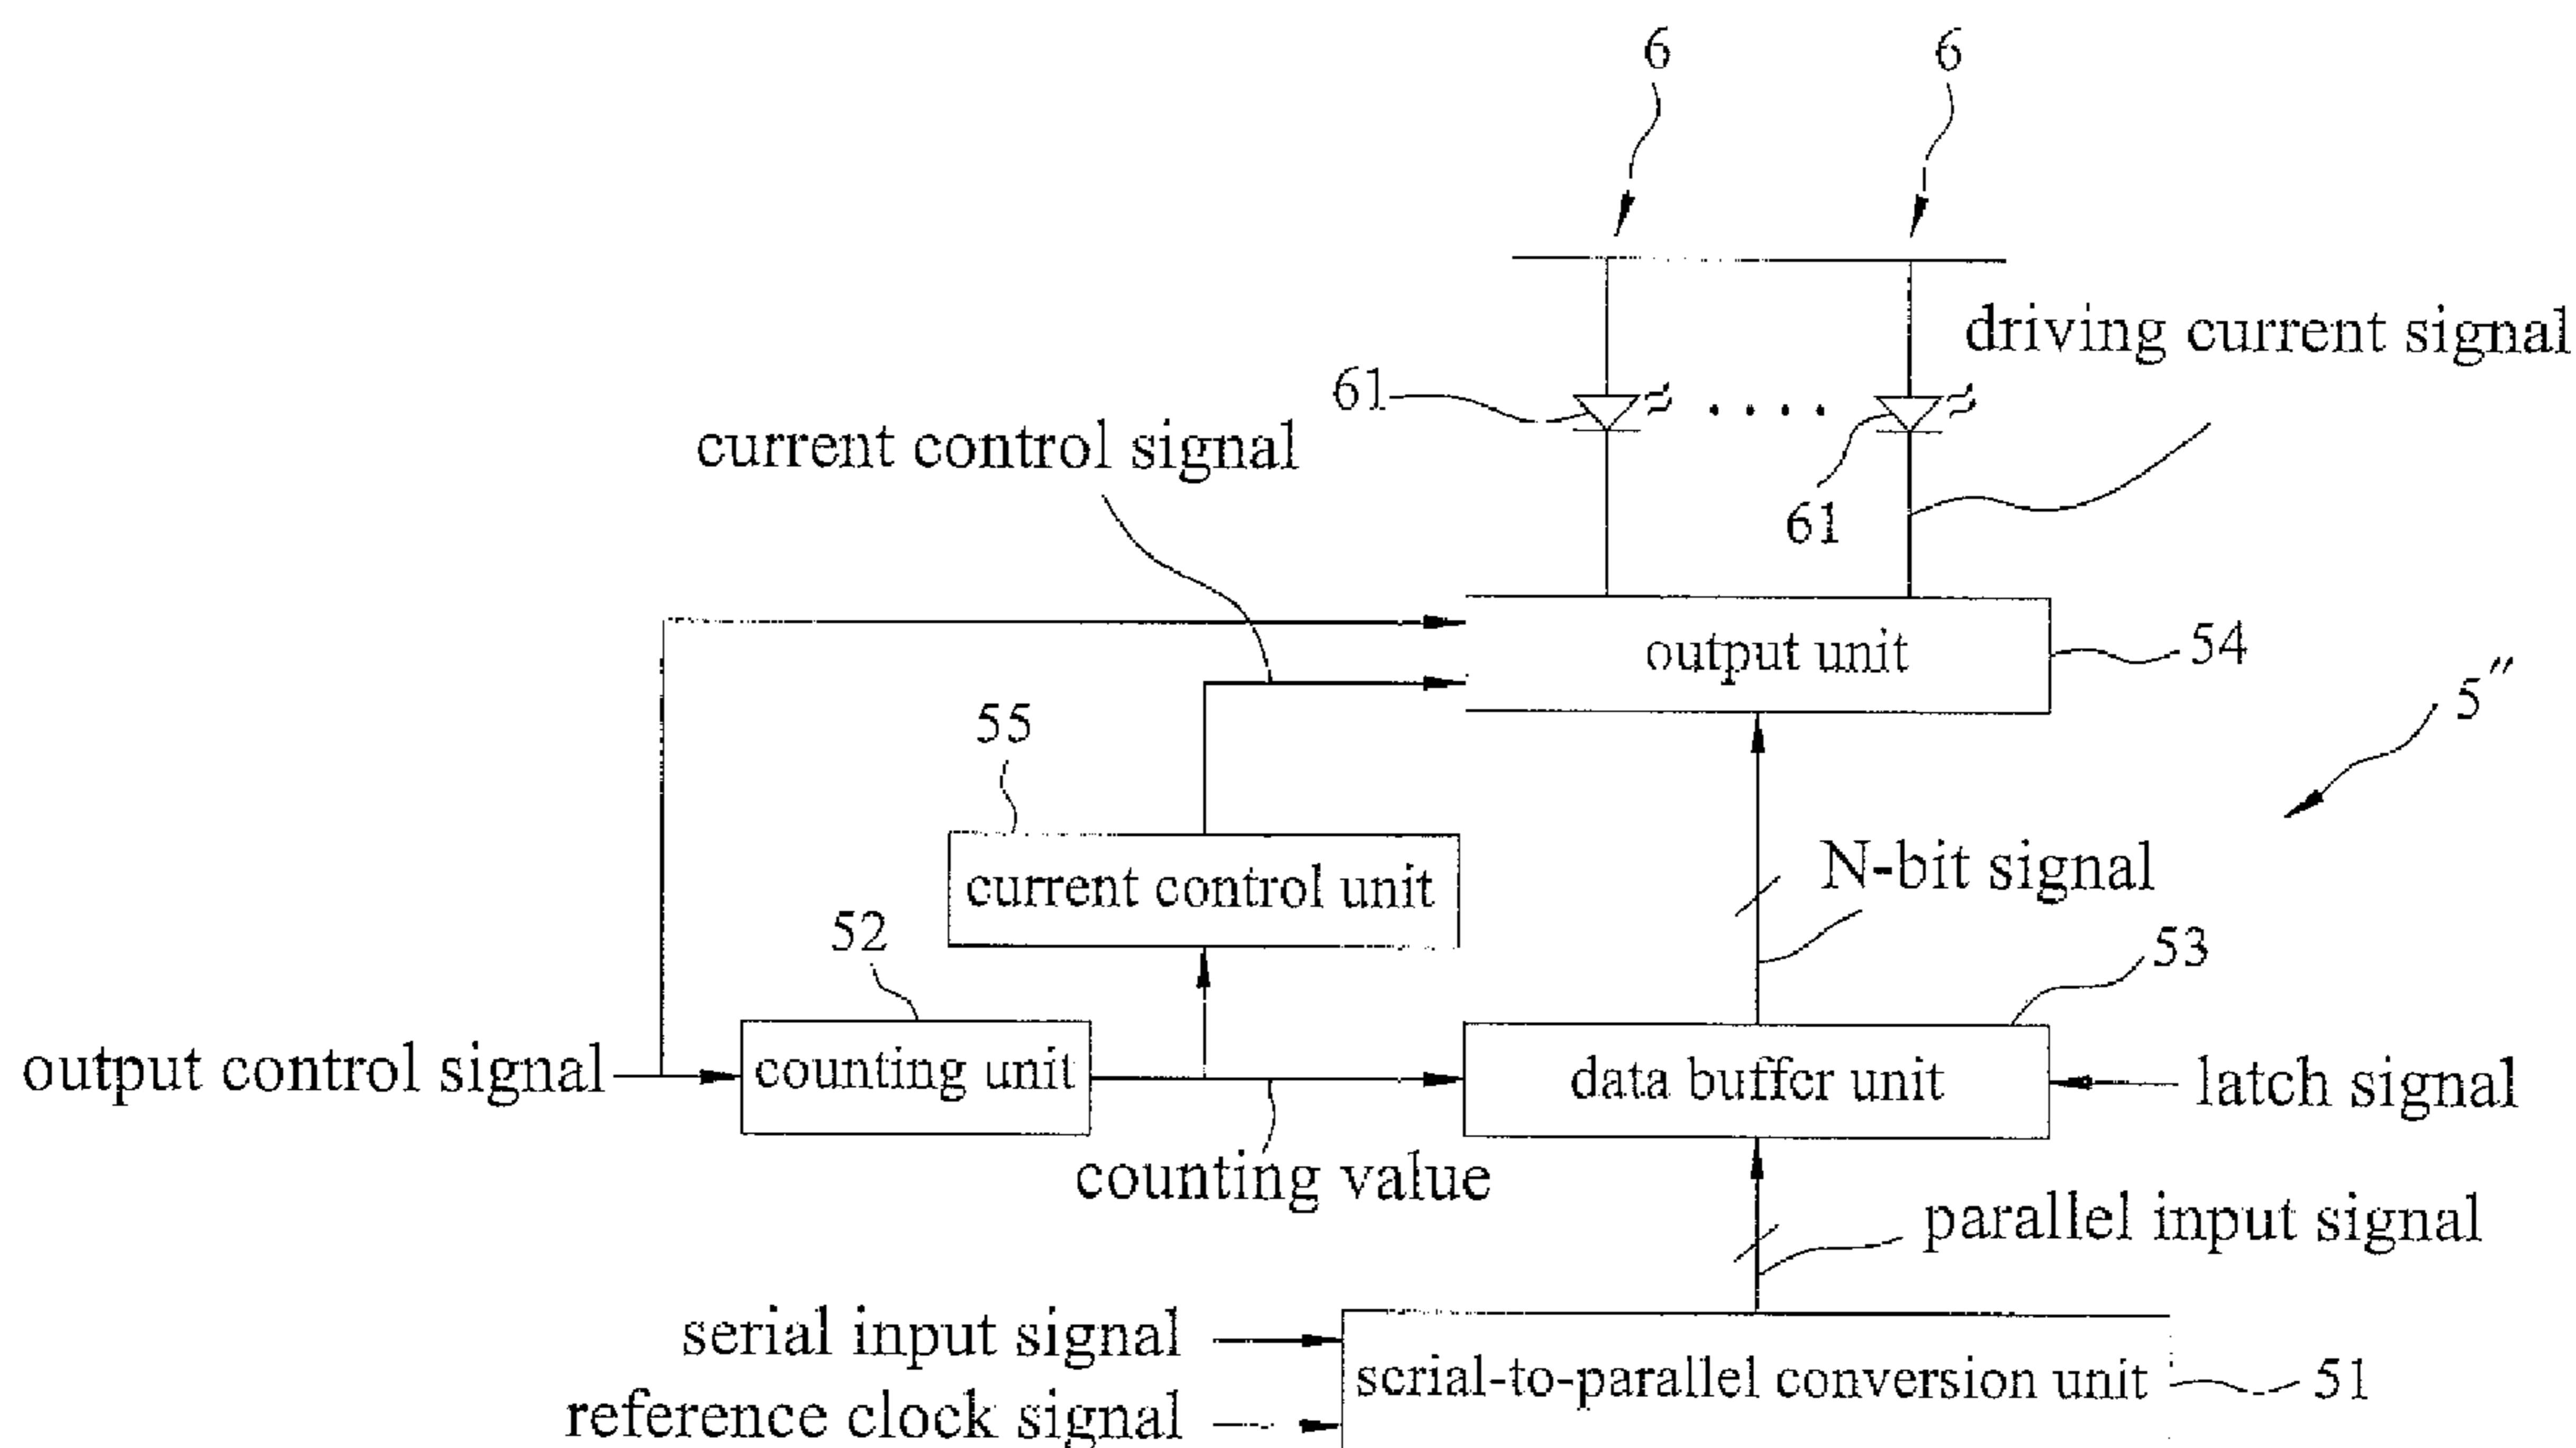 6
6
driving current signal
61
current control signal
61
output unit
54
5″
55
current control unit
N-bit signal
52
53
output control signal
counting unit
data buffer unit
latch signal
counting value
parallel input signal
serial input signal
serial-to-parallel conversion unit
51
reference clock signal